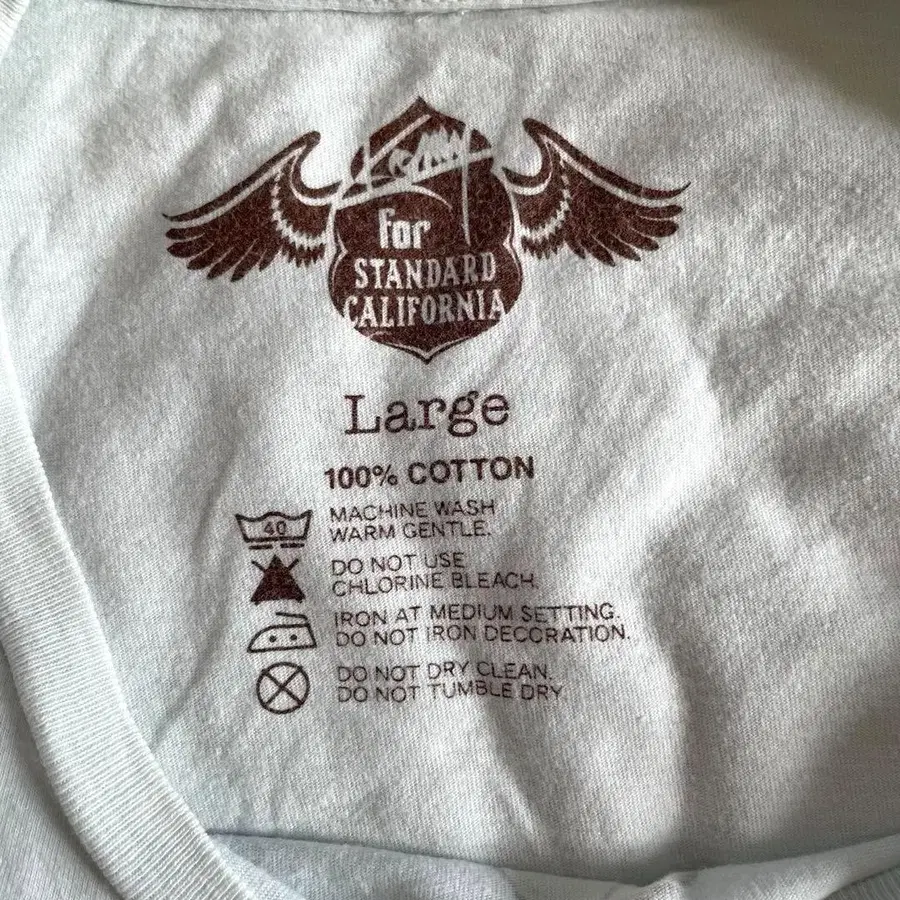 For
STANDARD
CALIFORNIA
Large
100% COTTON
40
MACHINE WASH
WARM GENTLE.
DO NOT USE
CHLORINE BLEACH.
IRON AT MEDIUM SETTING.
DO NOT IRON DECORATION.
DO NOT DRY CLEAN.
DO NOT TUMBLE DRY